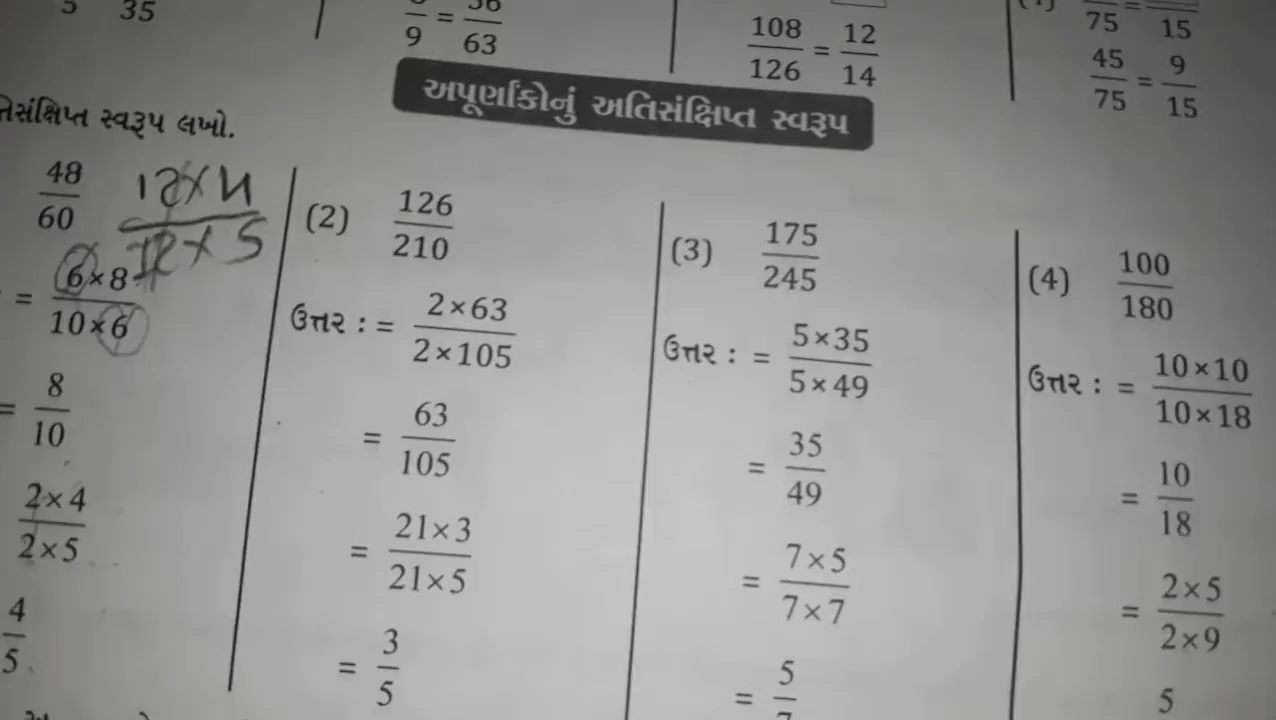 5 35
9 = 63
108/126 = 12/14
75 = 15
45/75 = 9/15
અપૂર્ણાંકોનું અતિસંક્ષિપ્ત સ્વરૂપ
સ્વરૂપ લખો.
48/60
12×4/12×5
= 6×8/10×6
= 8/10
2×4/2×5
4/5
(2) 126/210
ઉત્તર : = 2×63/2×105
= 63/105
= 21×3/21×5
= 3/5
(3) 175/245
ઉત્તર : = 5×35/5×49
= 35/49
= 7×5/7×7
= 5
(4) 100/180
ઉત્તર : = 10×10/10×18
= 10/18
= 2×5/2×9
5